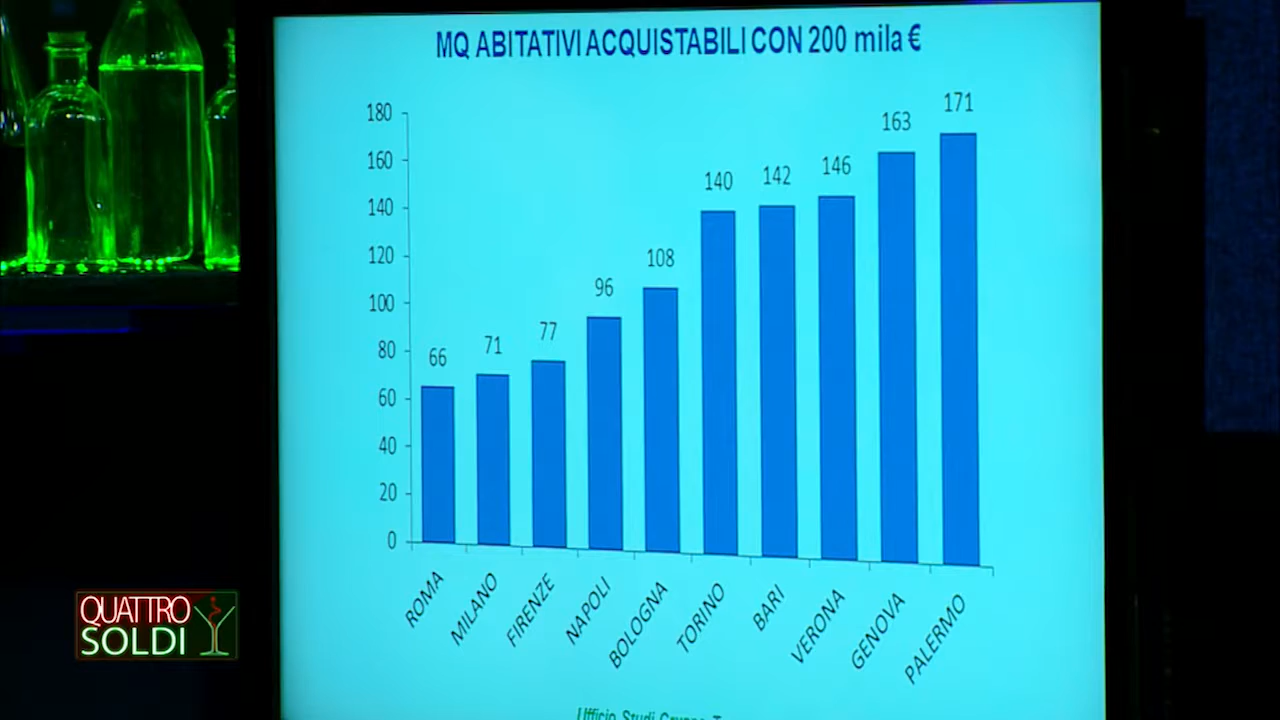 MQ ABITATIVI ACQUISTABILI CON 200 mila €
180
160
140
120
100
80
60
40
20
0
66
71
77
96
108
140
142
146
163
171
ROMA
MILANO
FIRENZE
NAPOLI
BOLOGNA
TORINO
BARI
VERONA
GENOVA
PALERMO
Ufficio Studi Gruppo
QUATTRO
SOLDI